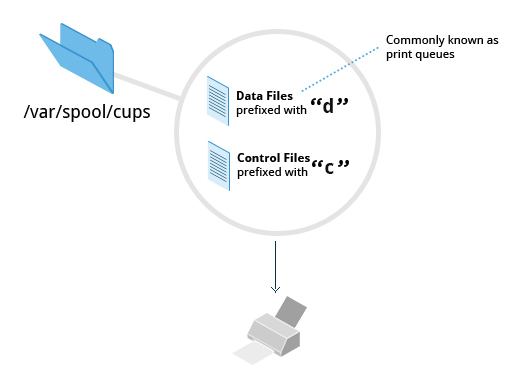 Commonly known as
print queues
/var/spool/cups
Data Files
prefixed with “d”
Control Files
prefixed with “c”